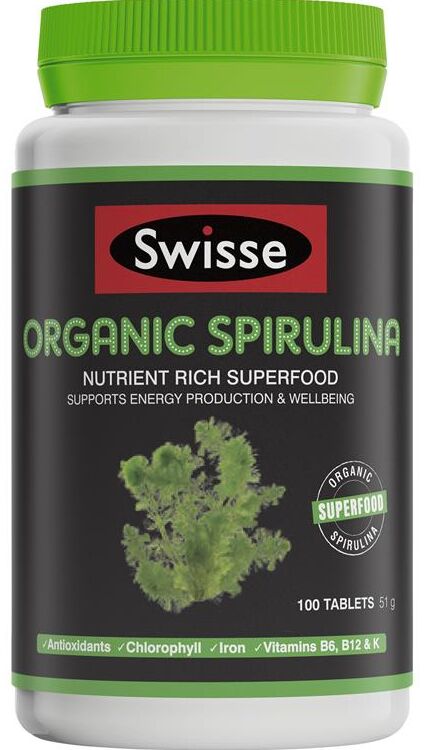 Swisse
ORGANIC SPIRULINA
NUTRIENT RICH SUPERFOOD
SUPPORTS ENERGY PRODUCTION & WELLBEING
ORGANIC
SUPERFOOD
SPIRULINA
100 TABLETS 51 g
✓Antioxidants ✓Chlorophyll ✓Iron ✓Vitamins B6, B12 & K